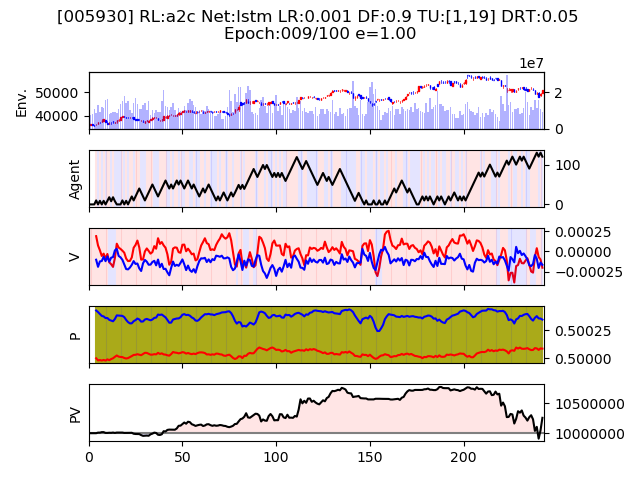 [005930] RL:a2c Net:lstm LR:0.001 DF:0.9 TU:[1,19] DRT:0.05
Epoch:009/100 e=1.00
1e7
Env.
50000
40000
2
0
Agent
100
0
V
0.00025
0.00000
−0.00025
P
0.50025
0.50000
PV
10500000
10000000
0
50
100
150
200